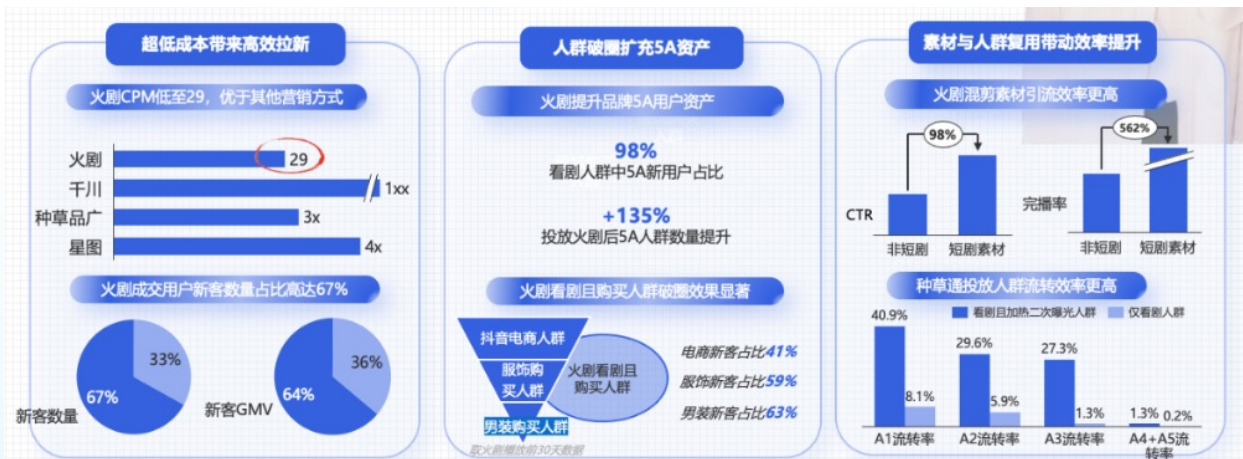 超低成本带来高效拉新
火剧CPM低至29，优于其他营销方式
火剧
29
千川
1xx
种草品广
3x
星图
4x
火剧成交用户新客数量占比高达67%
33%
67%
新客数量
36%
64%
新客GMV
人群破圈扩充5A资产
火剧提升品牌5A用户资产
98%
看剧人群中5A新用户占比
+135%
投放火剧后5A人群数量提升
火剧看剧且购买人群破圈效果显著
抖音电商人群
服饰购
买人群
男装购买人群
火剧看剧且
购买人群
电商新客占比41%
服饰新客占比59%
男装新客占比63%
取火剧播放前30天数据
素材与人群复用带动效率提升
火剧混剪素材引流效率更高
98%
CTR
非短剧
短剧素材
562%
完播率
非短剧
短剧素材
种草通投放人群流转效率更高
看剧且加热二次曝光人群
仅看剧人群
40.9%
8.1%
29.6%
5.9%
27.3%
1.3%
1.3%
0.2%
A1流转率
A2流转率
A3流转率
A4+A5流
转率